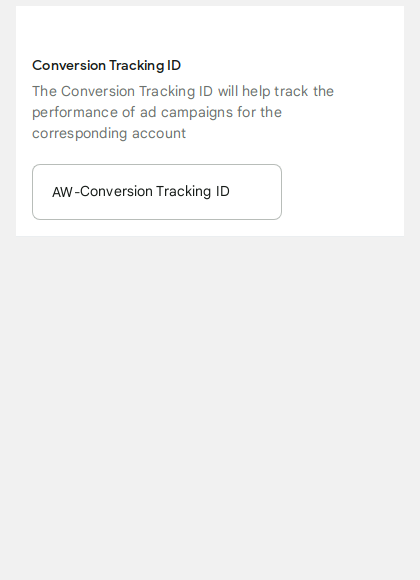 Conversion Tracking ID
The Conversion Tracking ID will help track the
performance of ad campaigns for the
corresponding account
AW-Conversion Tracking ID